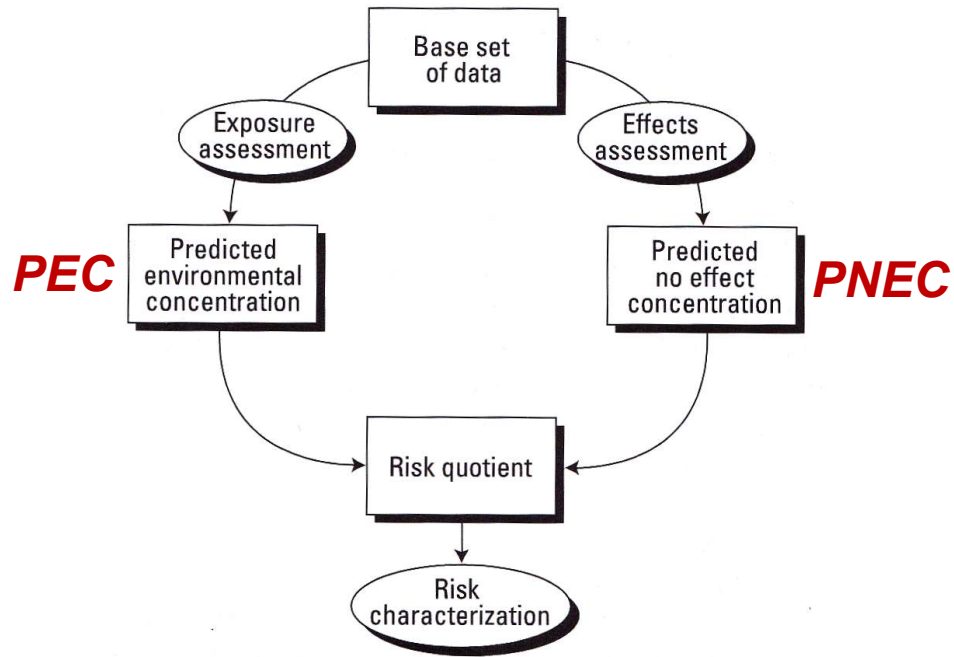 Base set
of data
Exposure
assessment
Effects
assessment
PEC
Predicted
environmental
concentration
Predicted
no effect
concentration
PNEC
Risk quotient
Risk
characterization